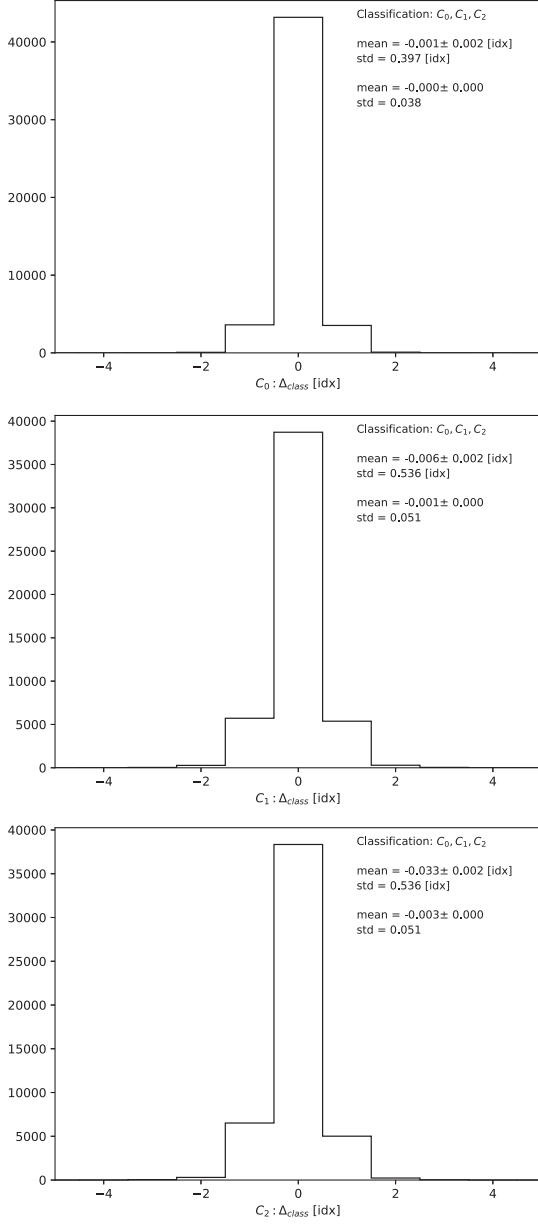 Classification: C0, C1, C2
mean = -0.001± 0.002 [idx]
std = 0.397 [idx]
mean = -0.000± 0.000
std = 0.038
40000
30000
20000
10000
0
−4 −2 0 2 4
C0 : Δclass [idx]
Classification: C0, C1, C2
mean = -0.006± 0.002 [idx]
std = 0.536 [idx]
mean = -0.001± 0.000
std = 0.051
40000
35000
30000
25000
20000
15000
10000
5000
0
−4 −2 0 2 4
C1 : Δclass [idx]
Classification: C0, C1, C2
mean = -0.033± 0.002 [idx]
std = 0.536 [idx]
mean = -0.003± 0.000
std = 0.051
40000
35000
30000
25000
20000
15000
10000
5000
0
−4 −2 0 2 4
C2 : Δclass [idx]